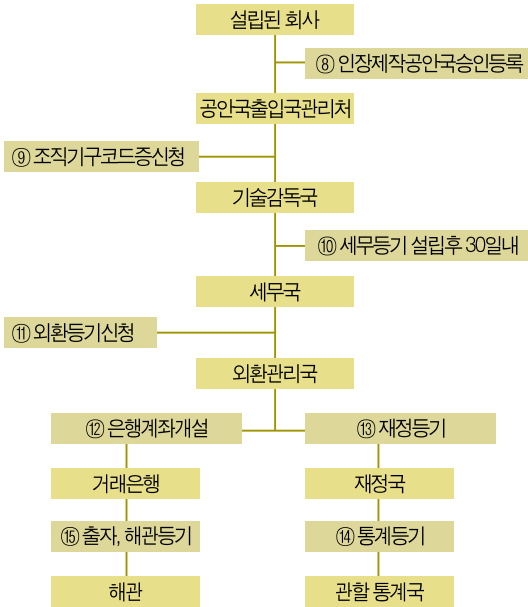 설립된 회사
⑧ 인장제작공안국승인등록
공안국출입국관리처
⑨ 조직기구코드증신청
기술감독국
⑩ 세무등기 설립후 30일내
세무국
⑪ 외환등기신청
외환관리국
⑫ 은행계좌개설
⑬ 재정등기
거래은행
재정국
⑮ 출자, 해관등기
⑭ 통계등기
해관
관할 통계국